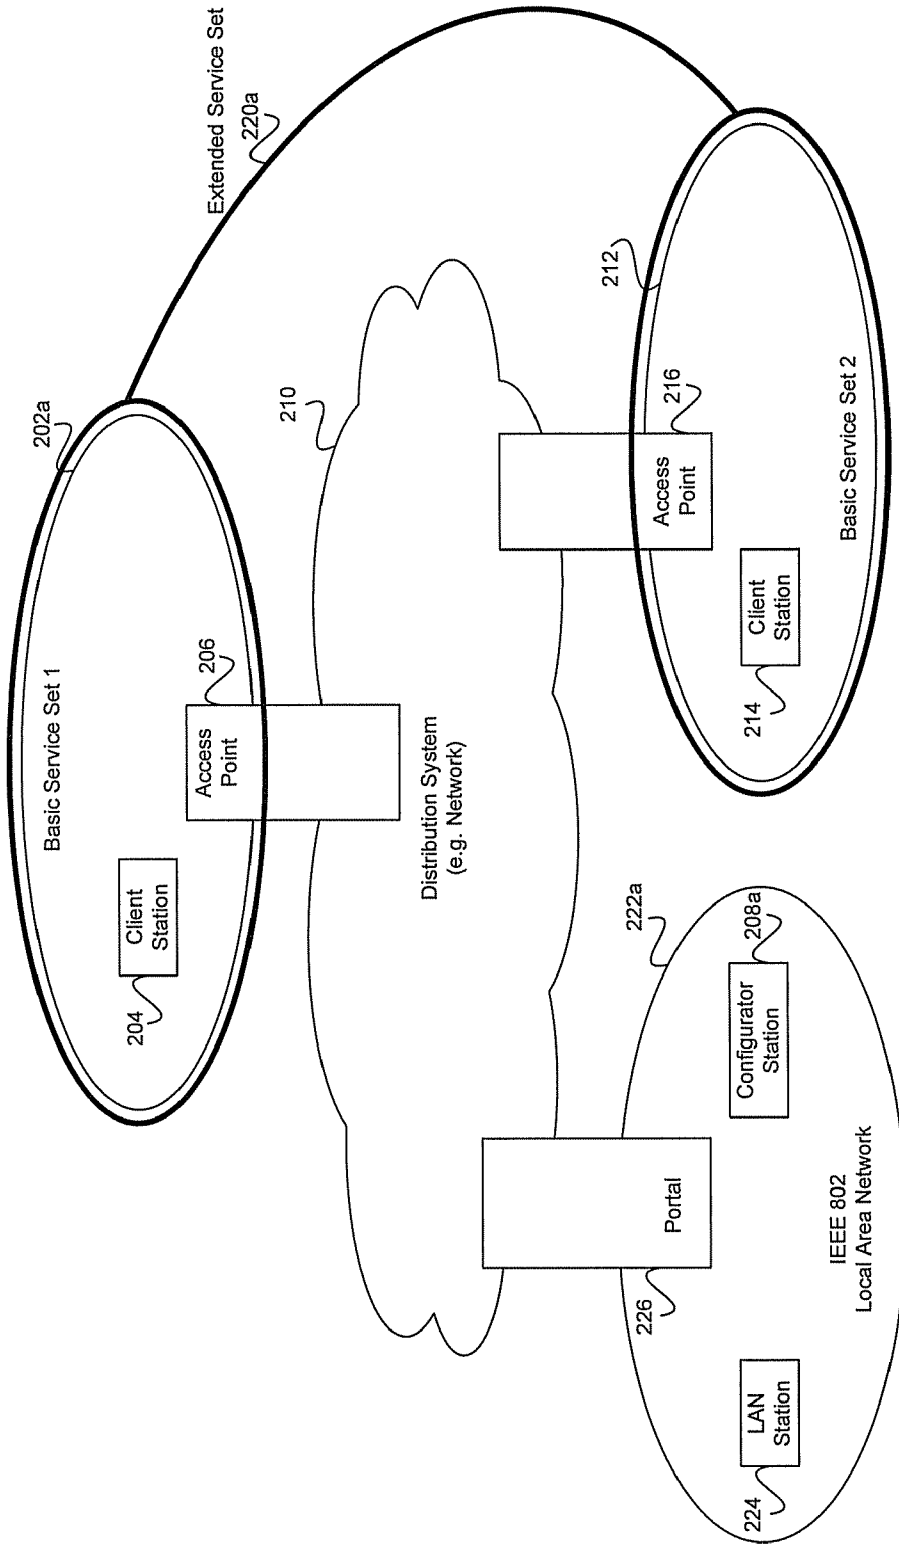 Extended Service Set
220a
202a
Basic Service Set 1
206
Access
Point
Client
Station
204
210
Distribution System
(e.g. Network)
212
216
Access
Point
Client
Station
214
Basic Service Set 2
222a
208a
Configurator
Station
Portal
226
IEEE 802
Local Area Network
LAN
Station
224